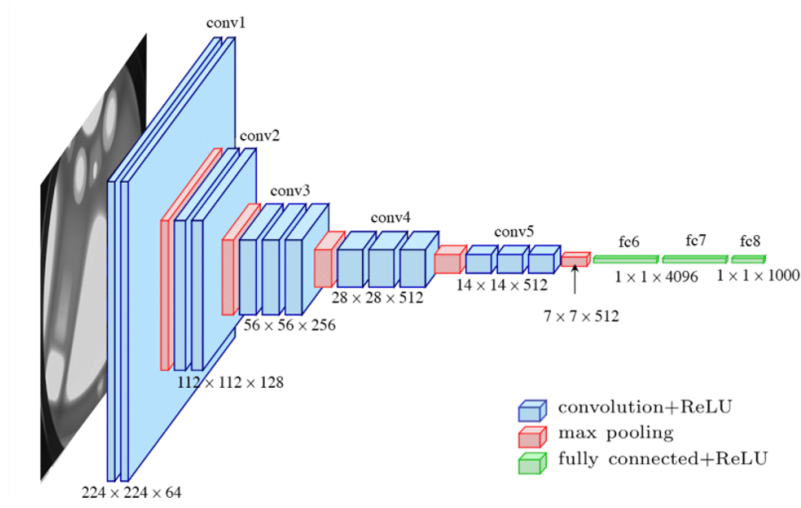 conv1
conv2
conv3
conv4
conv5
fc6
fc7
fc8
1 × 1 × 4096
1 × 1 × 1000
14 × 14 × 512
28 × 28 × 512
7 × 7 × 512
56 × 56 × 256
112 × 112 × 128
224 × 224 × 64
convolution+ReLU
max pooling
fully connected+ReLU